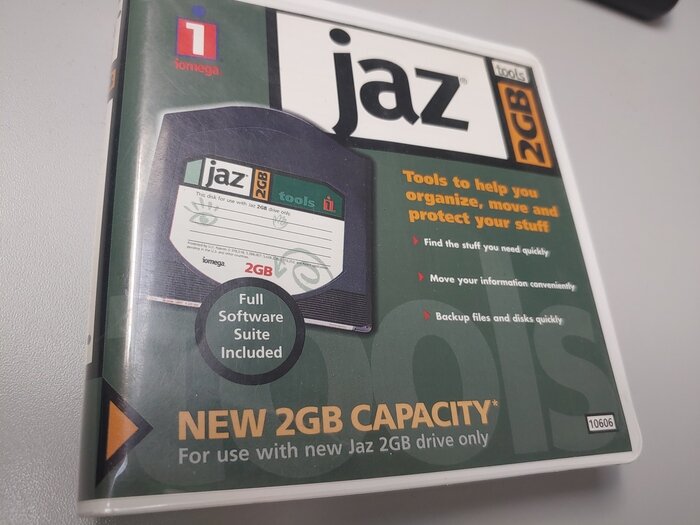 iomega
jaz®
tools
2GB
jaz
2GB
tools
This disk for use with Jaz 2GB drive only.
iomega
2GB
Tools to help you
organize, move and
protect your stuff
Find the stuff you need quickly
Move your information conveniently
Backup files and disks quickly
Full
Software
Suite
Included
tools
NEW 2GB CAPACITY*
For use with new Jaz 2GB drive only
10606